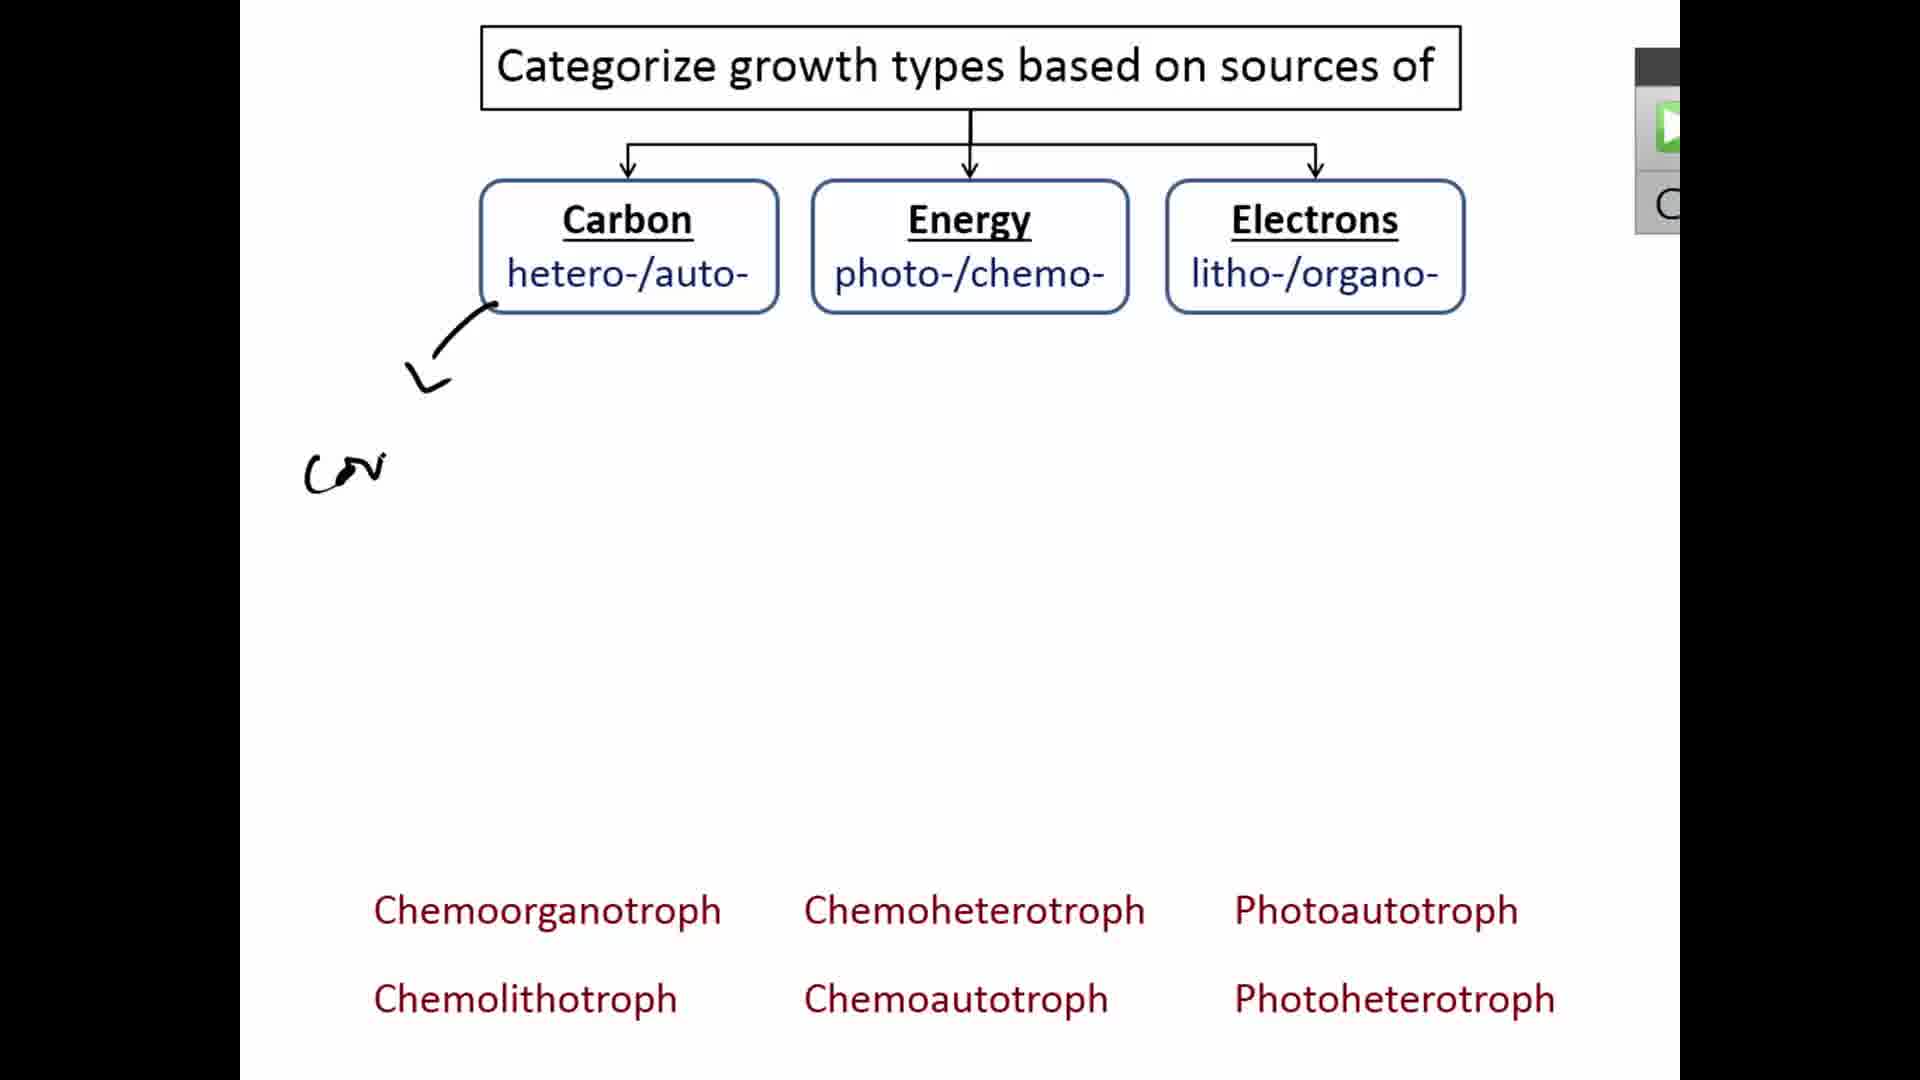 Categorize growth types based on sources of
Carbon
hetero-/auto-
Energy
photo-/chemo-
Electrons
litho-/organo-
Chemoorganotroph
Chemoheterotroph
Photoautotroph
Chemolithotroph
Chemoautotroph
Photoheterotroph